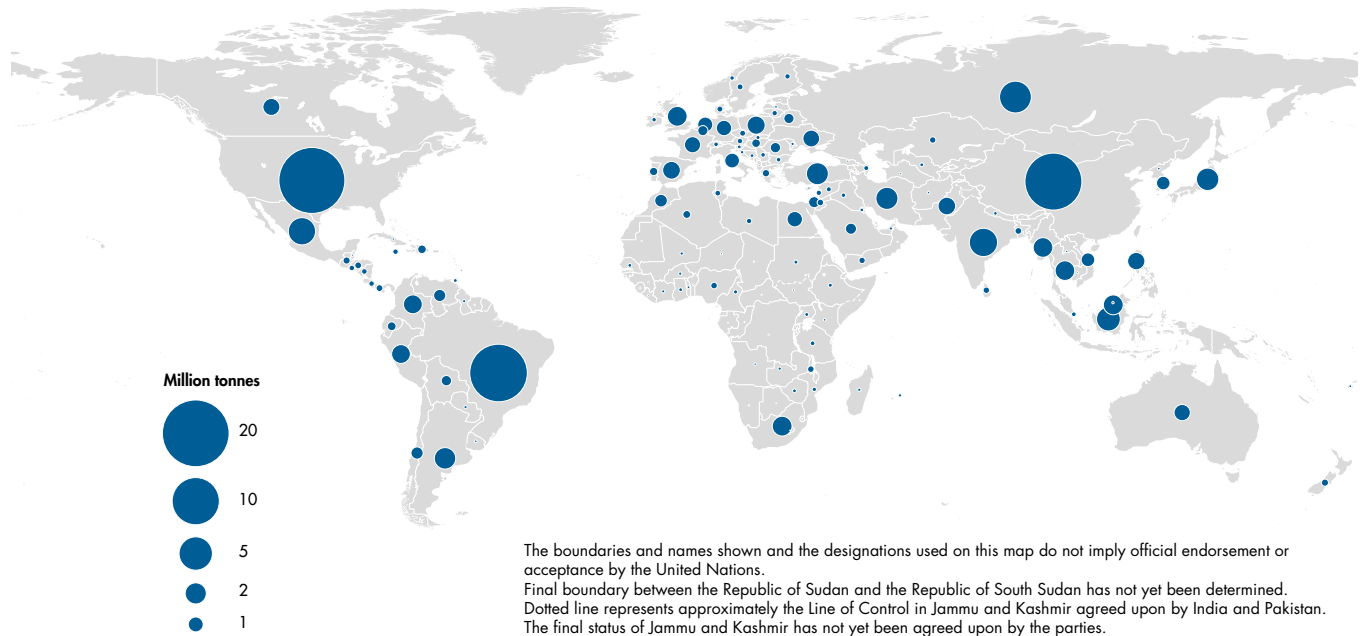 Million tonnes
20
10
5
2
1
The boundaries and names shown and the designations used on this map do not imply official endorsement or
acceptance by the United Nations.
Final boundary between the Republic of Sudan and the Republic of South Sudan has not yet been determined.
Dotted line represents approximately the Line of Control in Jammu and Kashmir agreed upon by India and Pakistan.
The final status of Jammu and Kashmir has not yet been agreed upon by the parties.